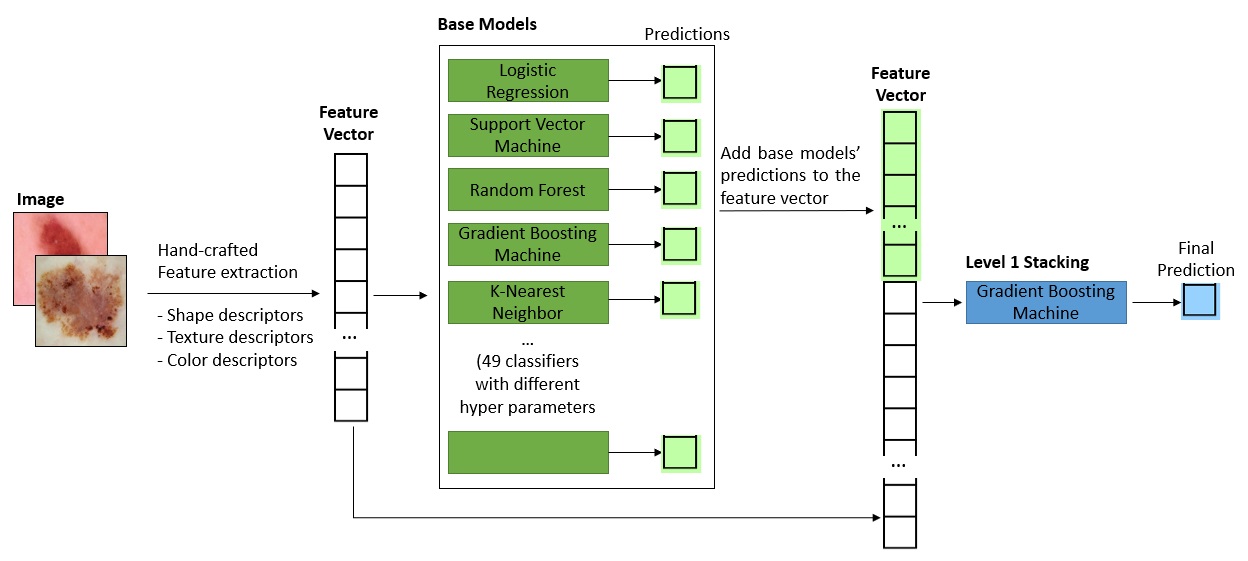 Image
Hand-crafted
Feature extraction
- Shape descriptors
- Texture descriptors
- Color descriptors
Feature
Vector
...
Base Models
Predictions
Logistic
Regression
Support Vector
Machine
Random Forest
Gradient Boosting
Machine
K-Nearest
Neighbor
...
(49 classifiers
with different
hyper parameters
Add base models’
predictions to the
feature vector
Feature
Vector
...
...
Level 1 Stacking
Gradient Boosting
Machine
Final
Prediction